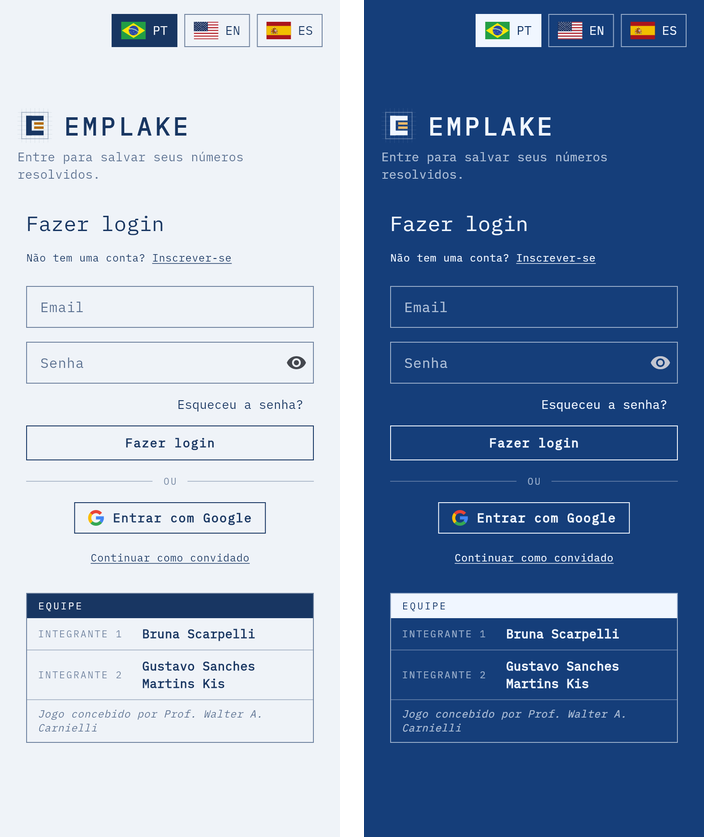 PT EN ES
EMPLAKE
Entre para salvar seus números
resolvidos.
Fazer login
Não tem uma conta? Inscrever-se
Email
Senha
Esqueceu a senha?
Fazer login
OU
Entrar com Google
Continuar como convidado
EQUIPE
INTEGRANTE 1 Bruna Scarpelli
INTEGRANTE 2 Gustavo Sanches
Martins Kis
Jogo concebido por Prof. Walter A.
Carnielli
PT EN ES
EMPLAKE
Entre para salvar seus números
resolvidos.
Fazer login
Não tem uma conta? Inscrever-se
Email
Senha
Esqueceu a senha?
Fazer login
OU
Entrar com Google
Continuar como convidado
EQUIPE
INTEGRANTE 1 Bruna Scarpelli
INTEGRANTE 2 Gustavo Sanches
Martins Kis
Jogo concebido por Prof. Walter A.
Carnielli